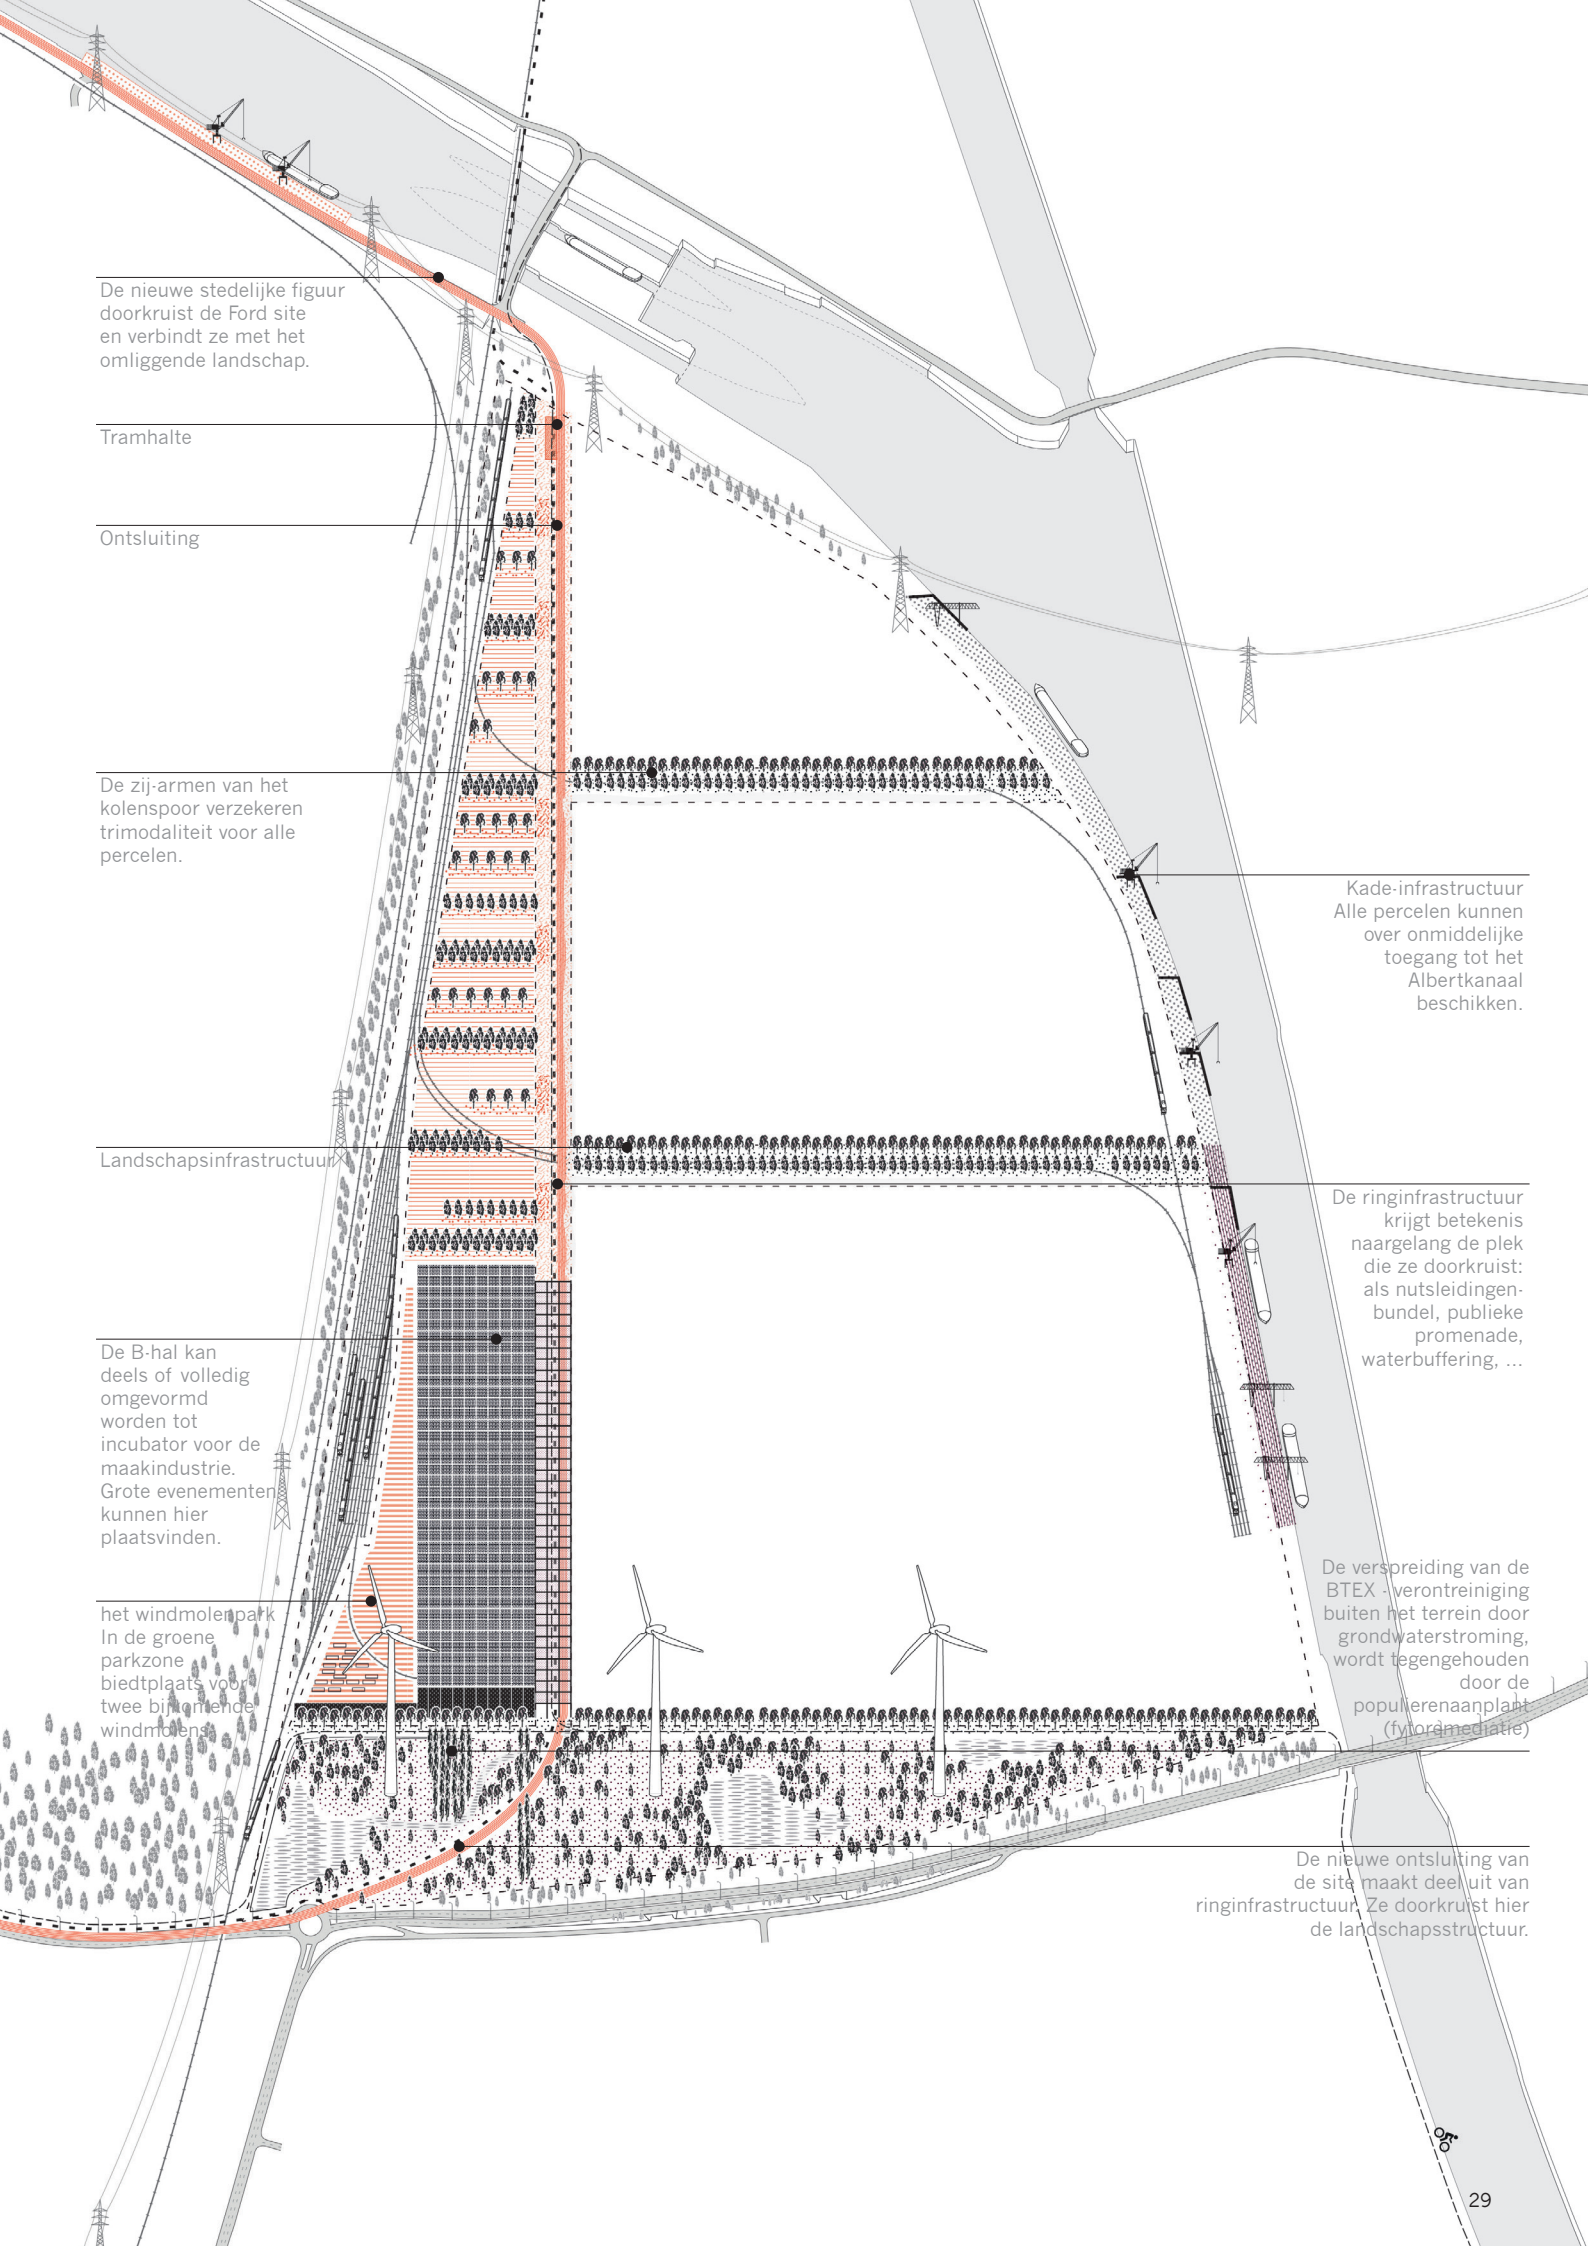 De nieuwe stedelijke figuur
doorkruist de Ford site
en verbindt ze met het
omliggende landschap.
Tramhalte
Ontsluiting
De zij-armen van het
kolenspoor verzekeren
trimodaliteit voor alle
percelen.
Kade-infrastructuur
Alle percelen kunnen
over onmiddelijke
toegang tot het
Albertkanaal
beschikken.
Landschapsinfrastructuur
De ringinfrastructuur
krijgt betekenis
naargelang de plek
die ze doorkruist:
als nutsleidingen-
bundel, publieke
promenade,
waterbuffering, ...
De B-hal kan
deels of volledig
omgevormd
worden tot
incubator voor de
maakindustrie.
Grote evenementen
kunnen hier
plaatsvinden.
het windmolenpark
In de groene
parkzone
biedtplaats voor
twee bijkomende
windmolens.
De verspreiding van de
BTEX - verontreiniging
buiten het terrein door
grondwaterstroming,
wordt tegengehouden
door de
populierenaanplant
(fytoremediatie)
De nieuwe ontsluiting van
de site maakt deel uit van
ringinfrastructuur. Ze doorkruist hier
de landschapsstructuur.
29